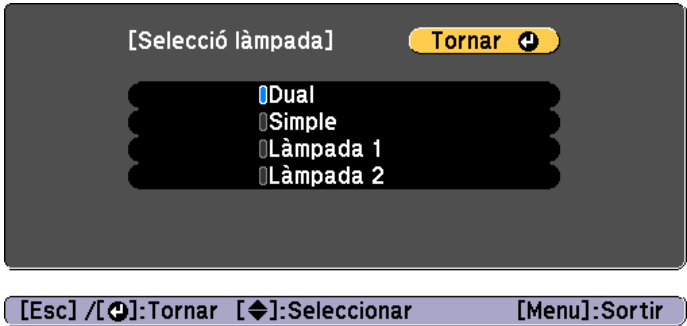 [Selecció làmpada] Tornar
Dual
Simple
Làmpada 1
Làmpada 2
[Esc] /[⏎]:Tornar [◆]:Seleccionar [Menu]:Sortir